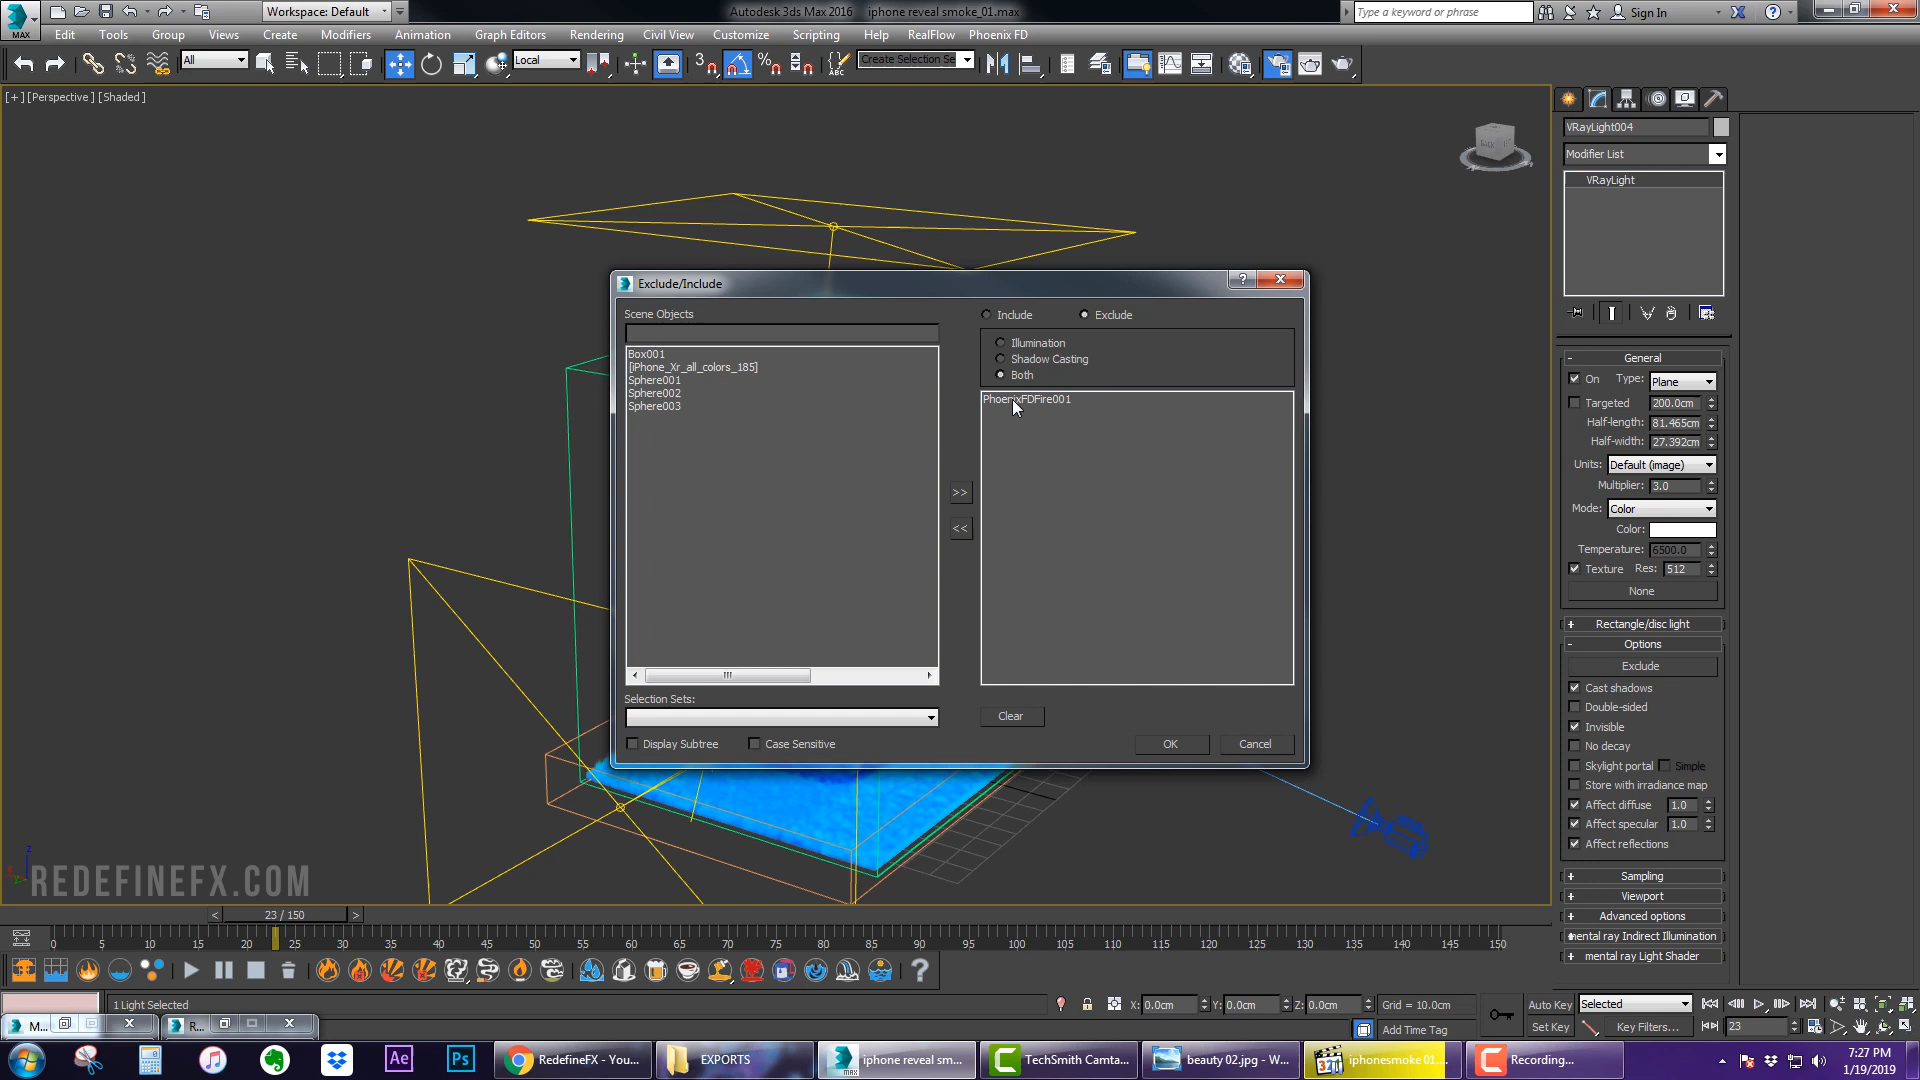 MAX
Workspace: Default
Autodesk 3ds Max 2016
iphone reveal smoke_01.max
Type a keyword or phrase
Sign In
Edit
Tools
Group
Views
Create
Modifiers
Animation
Graph Editors
Rendering
Civil View
Customize
Scripting
Help
RealFlow
Phoenix FD
All
Local
Create Selection Se
[+] [Perspective] [Shaded]
VRayLight004
Modifier List
VRayLight
Exclude/Include
Scene Objects
Box001
[iPhone_Xr_all_colors_185]
Sphere001
Sphere002
Sphere003
Include
Exclude
Illumination
Shadow Casting
Both
PhoenixFDFire001
>>
<<
Selection Sets:
Clear
Display Subtree
Case Sensitive
OK
Cancel
General
On
Type:
Plane
Targeted
200.0cm
Half-length:
81.465cm
Half-width:
27.392cm
Units:
Default (image)
Multiplier:
3.0
Mode:
Color
Color:
Temperature:
6500.0
Texture
Res:
512
None
Rectangle/disc light
Options
Exclude
Cast shadows
Double-sided
Invisible
No decay
Skylight portal
Simple
Store with irradiance map
Affect diffuse
1.0
Affect specular
1.0
Affect reflections
Sampling
Viewport
Advanced options
mental ray Indirect Illumination
mental ray Light Shader
REDEFINEFX.COM
< 23 / 150 >
0 5 10 15 20 25 30 35 40 45 50 55 60 65 70 75 80 85 90 95 100 105 110 115 120 125 130 135 140 145 150
1 Light Selected
X: 0.0cm
Y: 0.0cm
Z: 0.0cm
Grid = 10.0cm
Auto Key
Selected
Add Time Tag
Set Key
Key Filters...
23
M...
R...
Ae
Ps
RedefineFX - You...
EXPORTS
iphone reveal sm...
TechSmith Camta...
beauty 02.jpg - W...
iphonesmoke 01...
Recording...
7:27 PM
1/19/2019